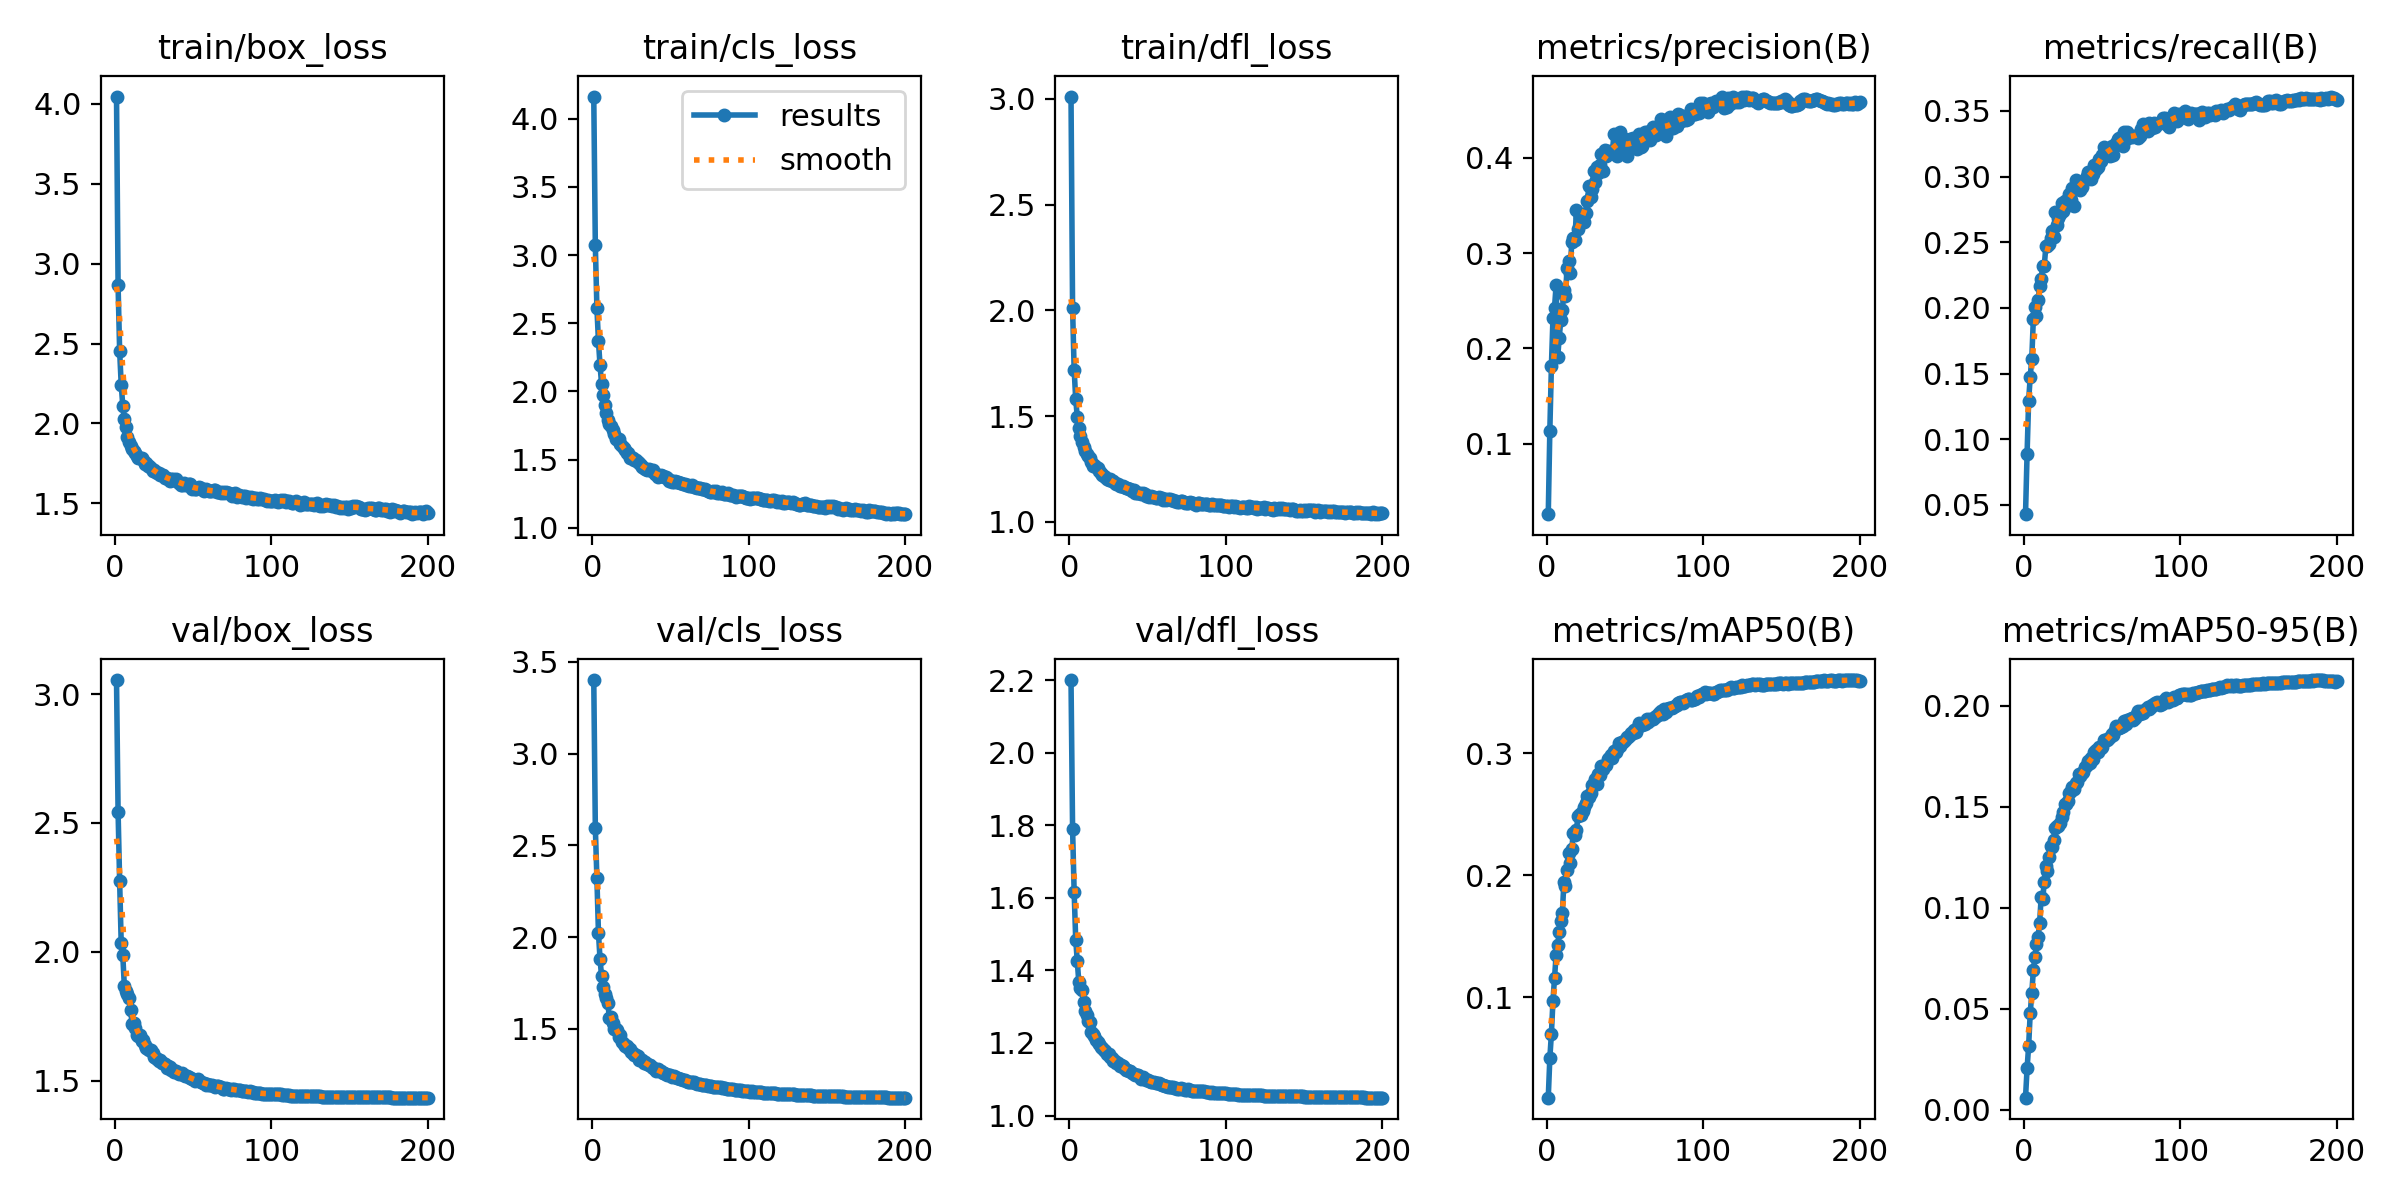 train/box_loss
4.0
3.5
3.0
2.5
2.0
1.5
0 100 200
train/cls_loss
results
smooth
4.0
3.5
3.0
2.5
2.0
1.5
1.0
0 100 200
train/dfl_loss
3.0
2.5
2.0
1.5
1.0
0 100 200
metrics/precision(B)
0.4
0.3
0.2
0.1
0 100 200
metrics/recall(B)
0.35
0.30
0.25
0.20
0.15
0.10
0.05
0 100 200
val/box_loss
3.0
2.5
2.0
1.5
0 100 200
val/cls_loss
3.5
3.0
2.5
2.0
1.5
0 100 200
val/dfl_loss
2.2
2.0
1.8
1.6
1.4
1.2
1.0
0 100 200
metrics/mAP50(B)
0.3
0.2
0.1
0 100 200
metrics/mAP50-95(B)
0.20
0.15
0.10
0.05
0.00
0 100 200